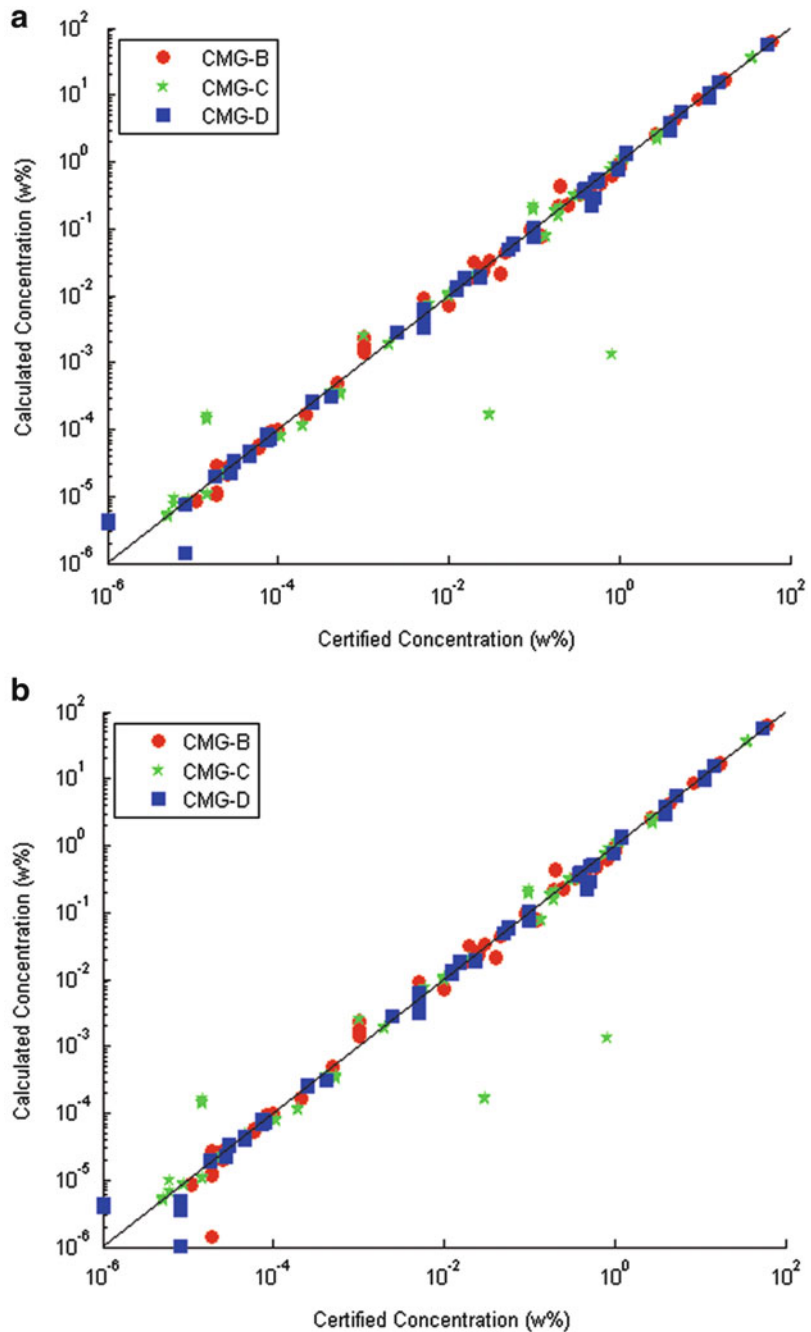 a
CMG-B
CMG-C
CMG-D
10^2
10^1
10^0
10^-1
10^-2
10^-3
10^-4
10^-5
10^-6
Calculated Concentration (w%)
10^-6 10^-4 10^-2 10^0 10^2
Certified Concentration (w%)
b
CMG-B
CMG-C
CMG-D
10^2
10^1
10^0
10^-1
10^-2
10^-3
10^-4
10^-5
10^-6
Calculated Concentration (w%)
10^-6 10^-4 10^-2 10^0 10^2
Certified Concentration (w%)